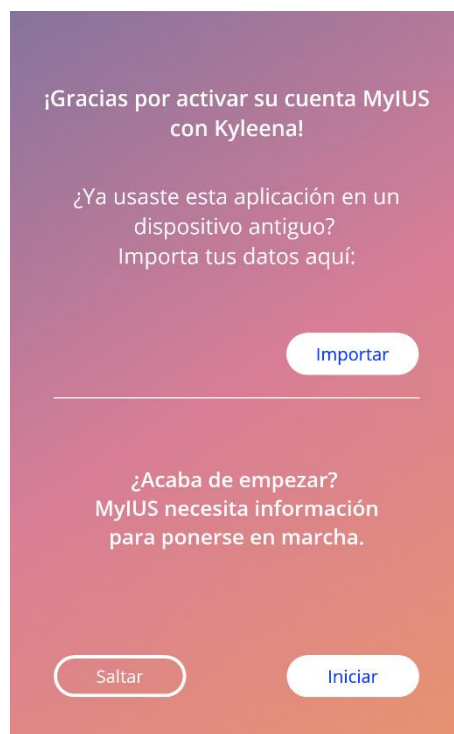 ¡Gracias por activar su cuenta MyIUS
con Kyleena!
¿Ya usaste esta aplicación en un
dispositivo antiguo?
Importa tus datos aquí:
Importar
¿Acaba de empezar?
MyIUS necesita información
para ponerse en marcha.
Saltar
Iniciar